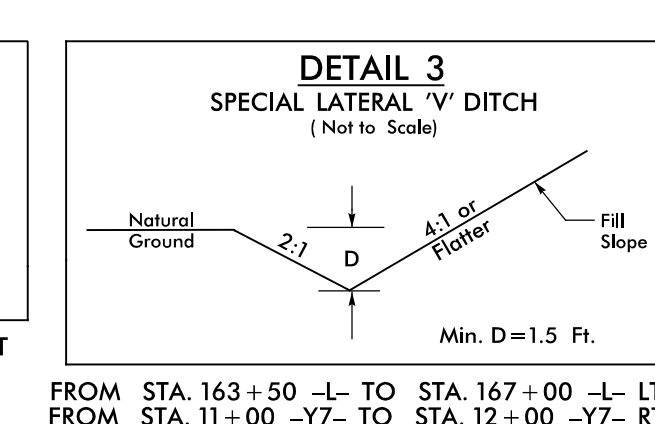 DETAIL 3
SPECIAL LATERAL 'V' DITCH
( Not to Scale)
Natural
Ground
2:1
D
4:1 or
Flatter
Fill
Slope
Min. D=1.5 Ft.
T
FROM STA. 163+50 -L- TO STA. 167+00 -L- LT
FROM STA. 11+00 -Y7- TO STA. 12+00 -Y7- RT